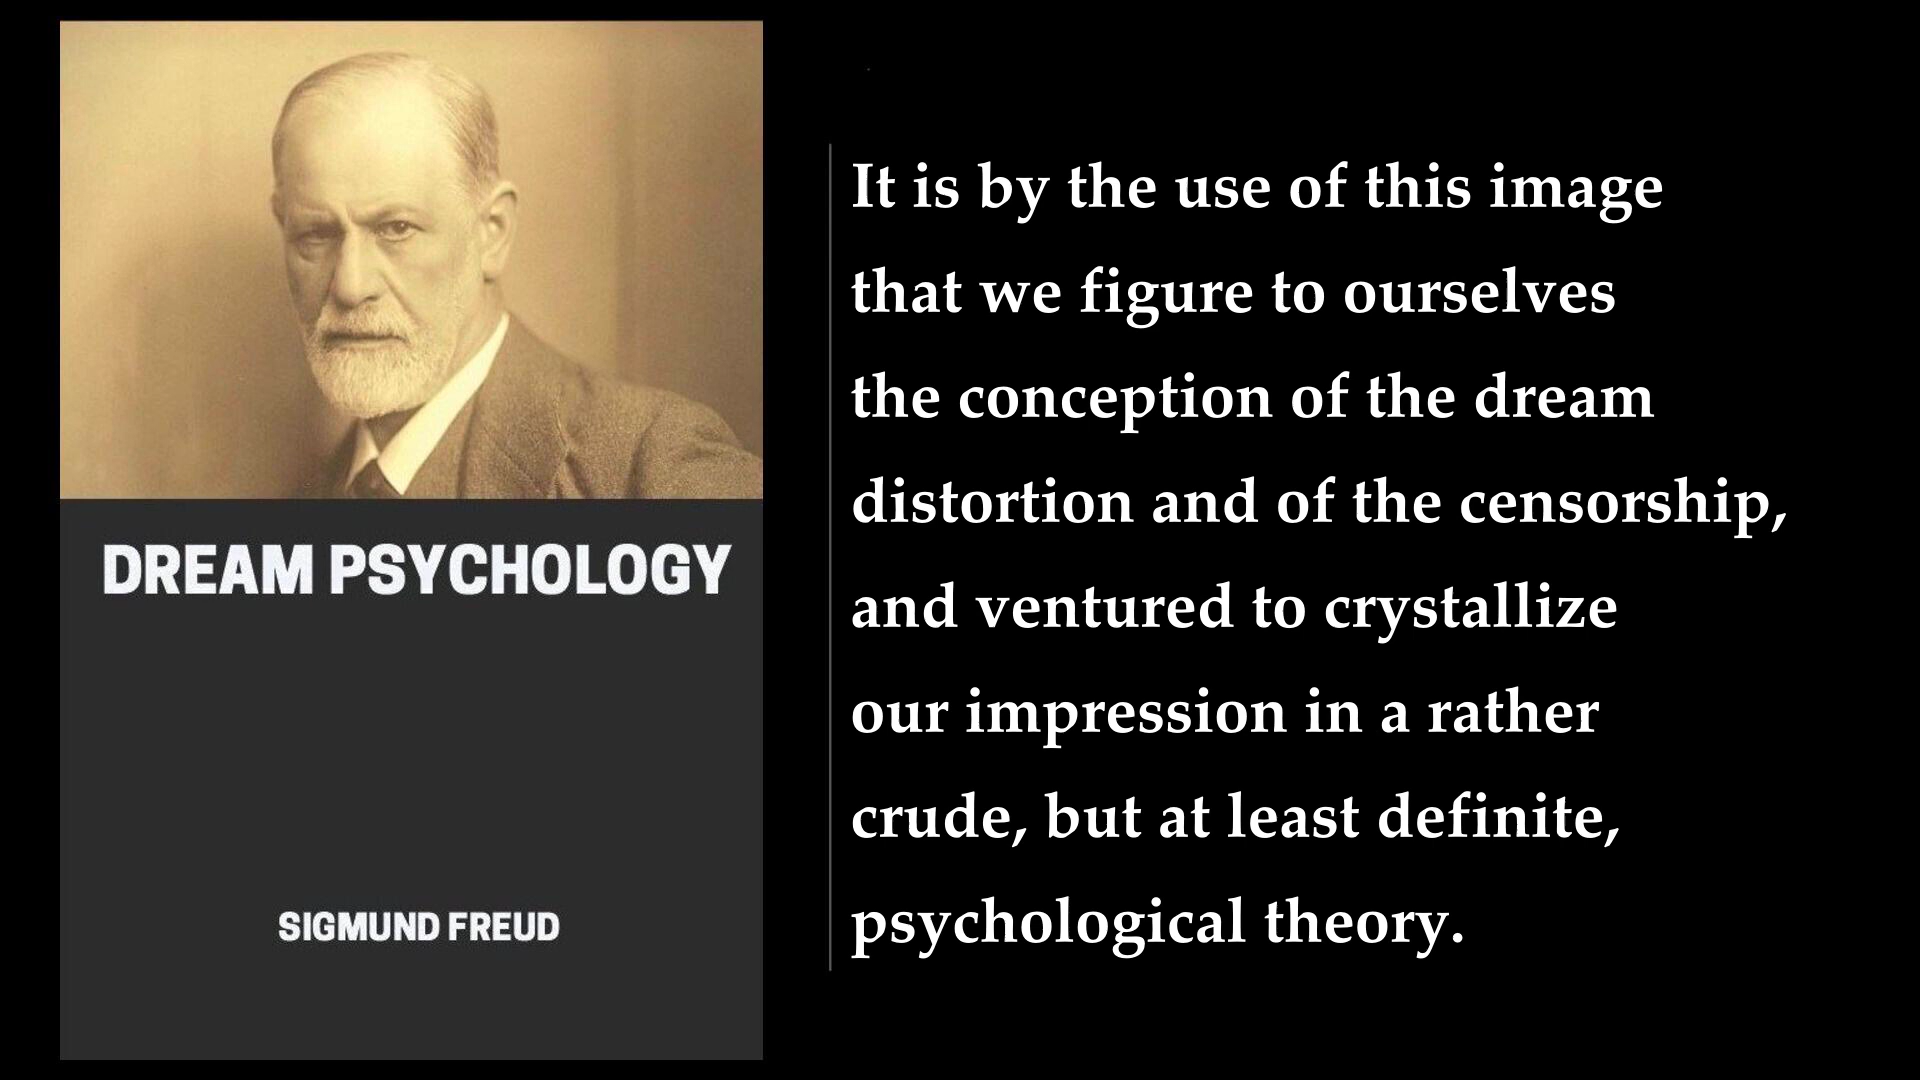 DREAM PSYCHOLOGY
SIGMUND FREUD
It is by the use of this image
that we figure to ourselves
the conception of the dream
distortion and of the censorship,
and ventured to crystallize
our impression in a rather
crude, but at least definite,
psychological theory.